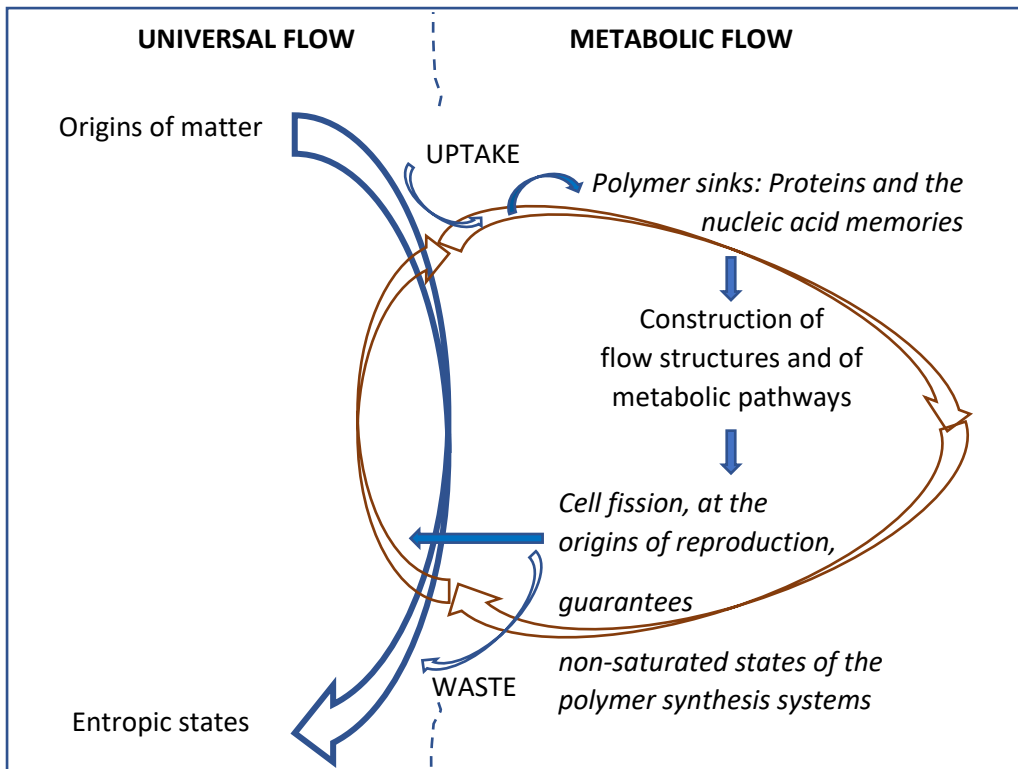 UNIVERSAL FLOW
METABOLIC FLOW
Origins of matter
UPTAKE
Polymer sinks: Proteins and the
nucleic acid memories
Construction of
flow structures and of
metabolic pathways
Cell fission, at the
origins of reproduction,
guarantees
non-saturated states of the
polymer synthesis systems
WASTE
Entropic states